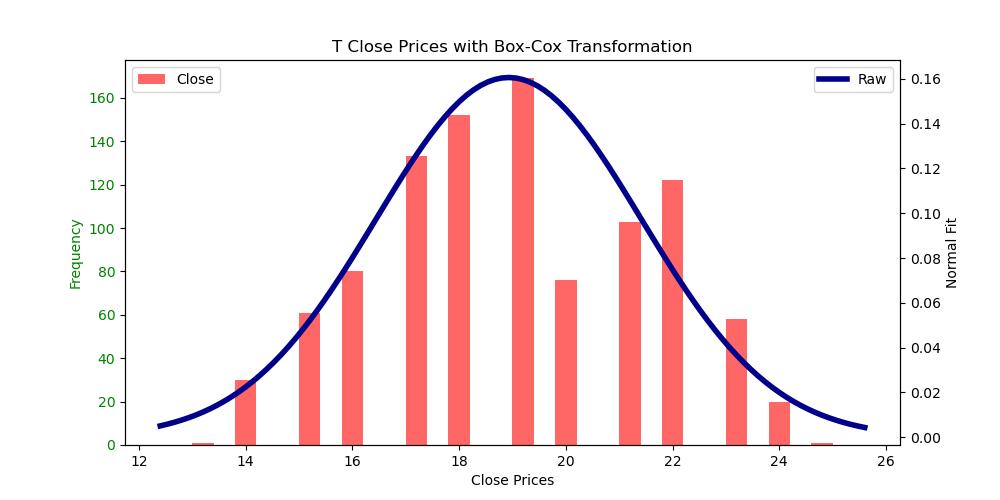 T Close Prices with Box-Cox Transformation
Close
Raw
160
140
120
100
80
60
40
20
0
Frequency
0.16
0.14
0.12
0.10
0.08
0.06
0.04
0.02
0.00
Normal Fit
12 14 16 18 20 22 24 26
Close Prices